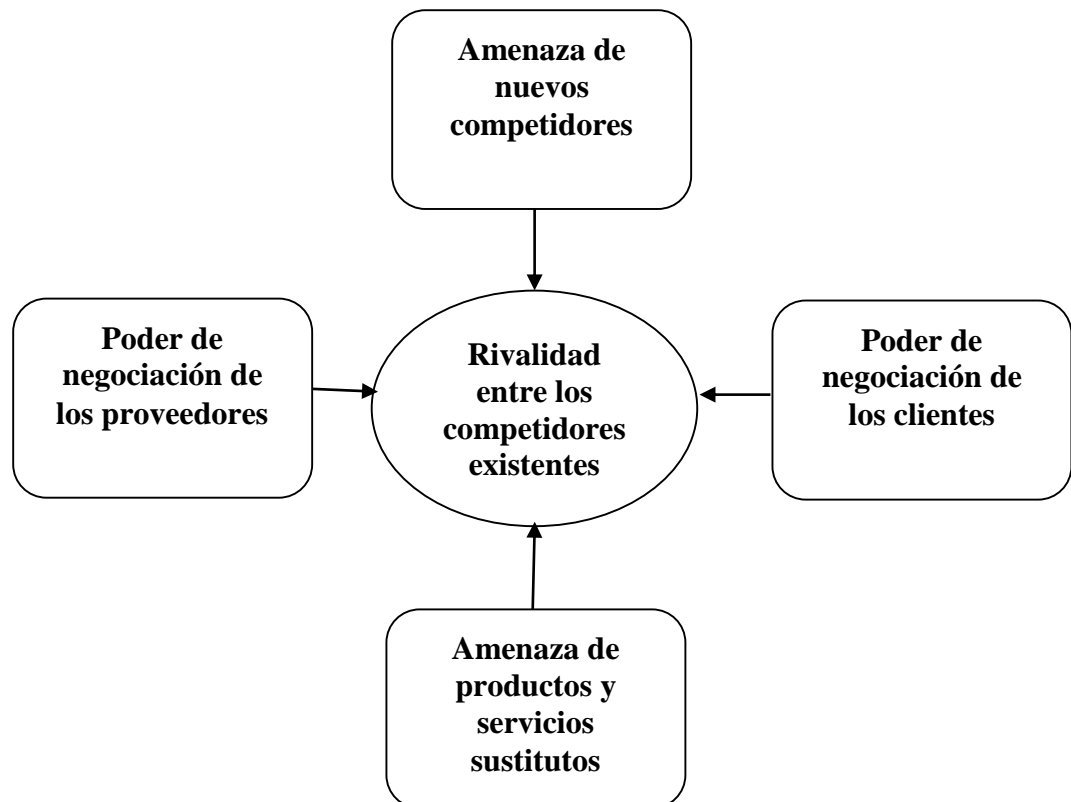 Amenaza de
nuevos
competidores
Poder de
negociación de
los proveedores
Rivalidad
entre los
competidores
existentes
Poder de
negociación de
los clientes
Amenaza de
productos y
servicios
sustitutos